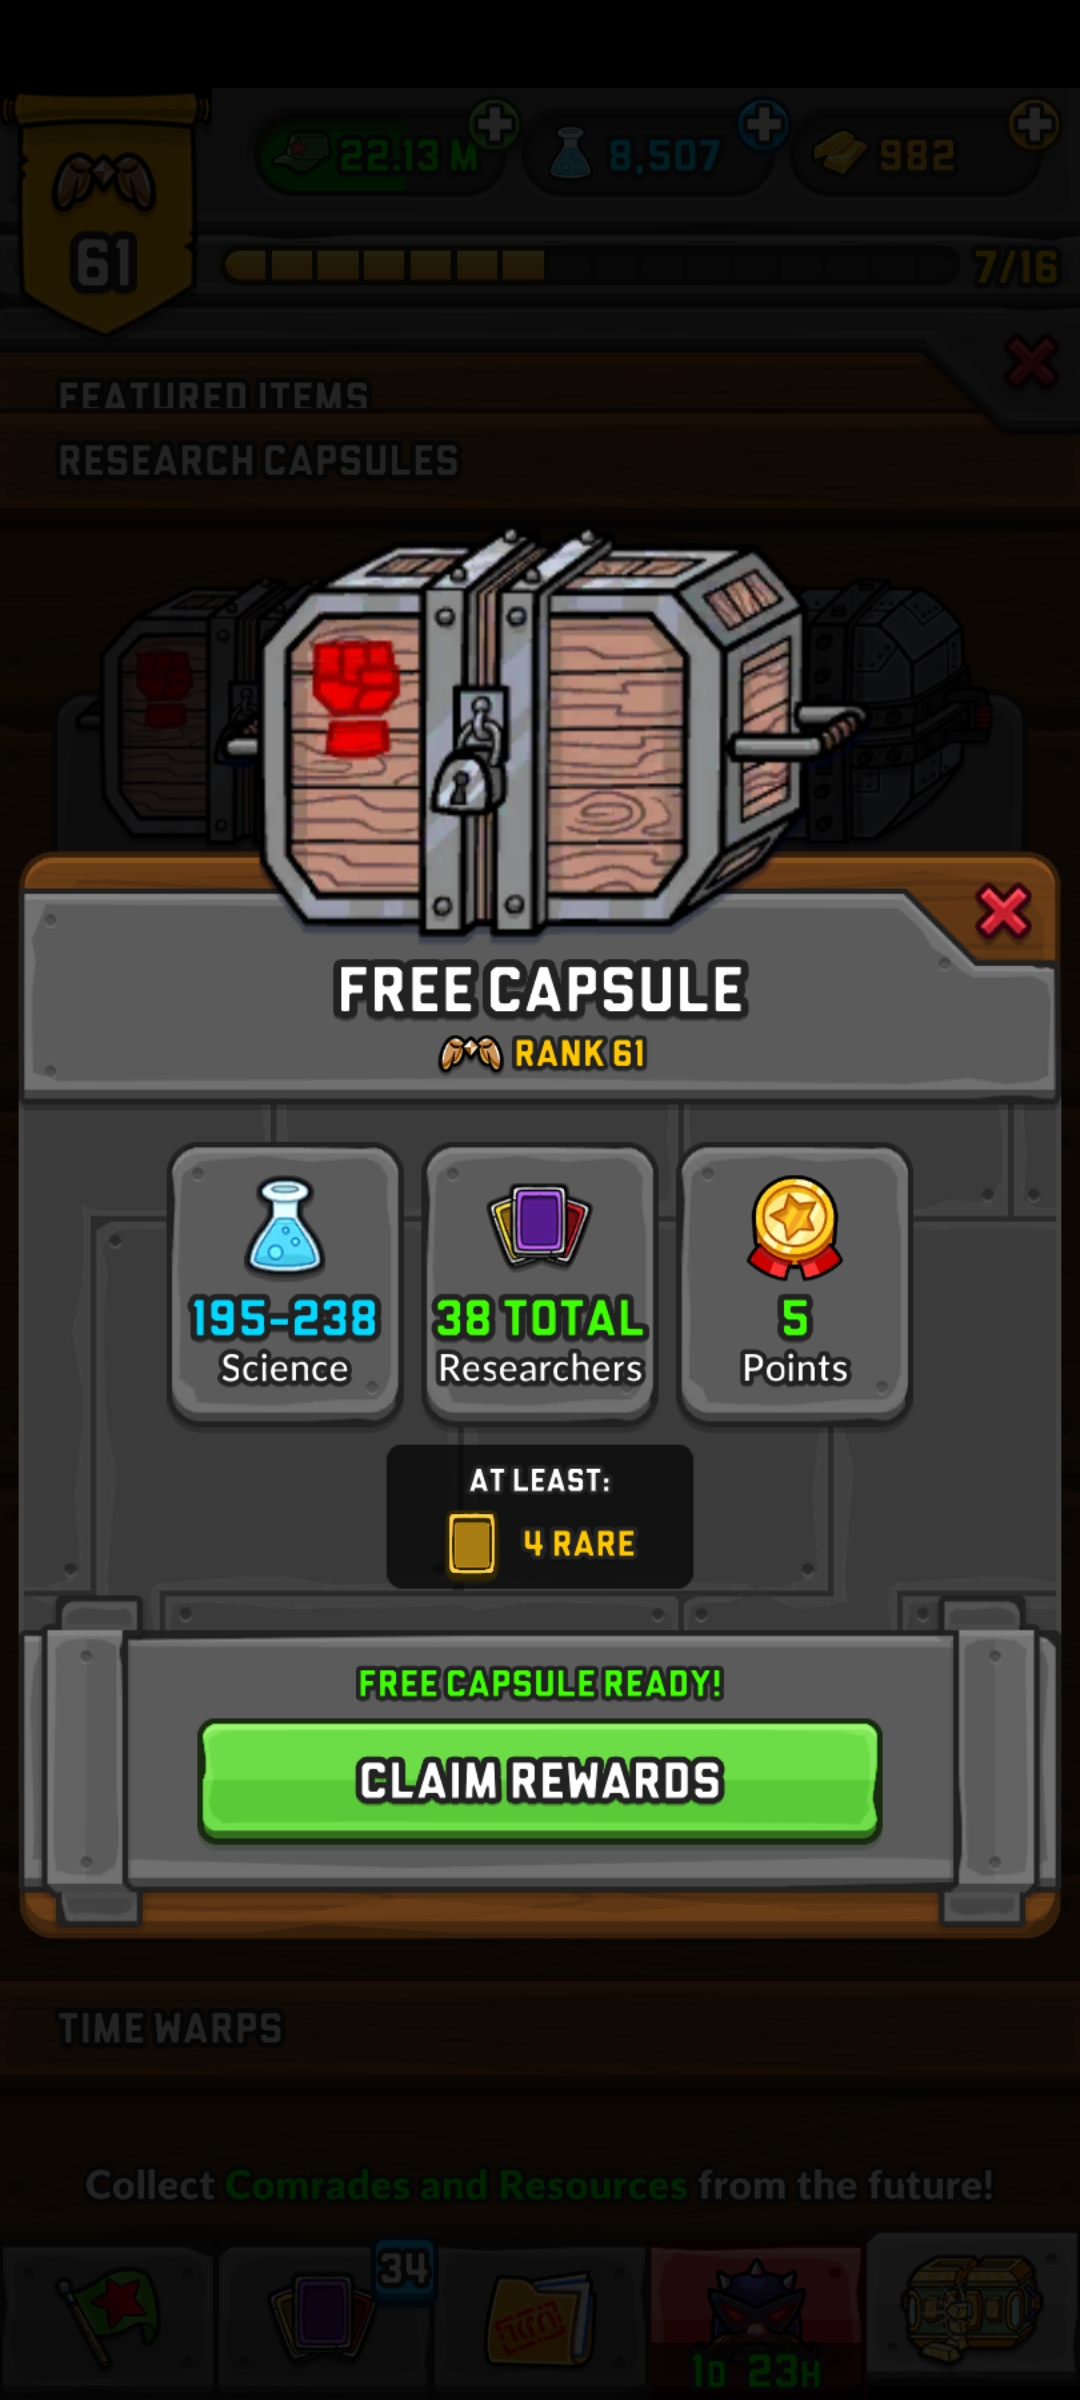 22.13 M
8,507
982
61
7/16
FEATURED ITEMS
RESEARCH CAPSULES
FREE CAPSULE
RANK 61
195-238
Science
38 TOTAL
Researchers
5
Points
AT LEAST:
4 RARE
FREE CAPSULE READY!
CLAIM REWARDS
TIME WARPS
Collect Comrades and Resources from the future!
34
1D 23H